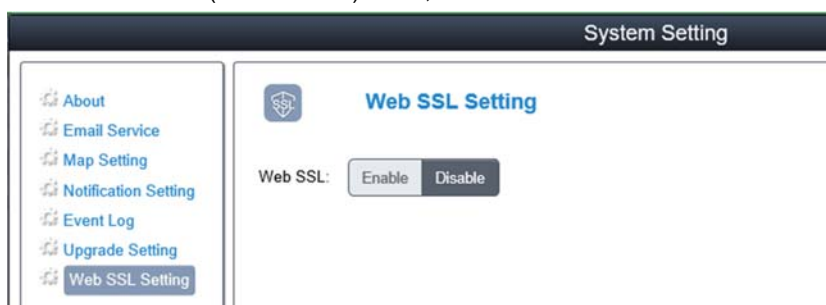 System Setting
About
Email Service
Map Setting
Notification Setting
Event Log
Upgrade Setting
Web SSL Setting
SSL
Web SSL Setting
Web SSL: Enable Disable